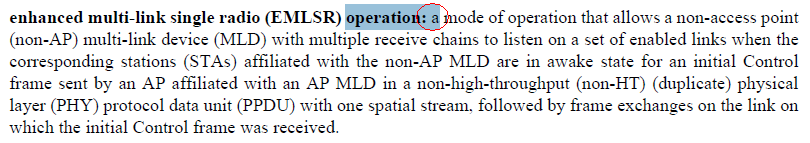 enhanced multi-link single radio (EMLSR) operation: a mode of operation that allows a non-access point
(non-AP) multi-link device (MLD) with multiple receive chains to listen on a set of enabled links when the
corresponding stations (STAs) affiliated with the non-AP MLD are in awake state for an initial Control
frame sent by an AP affiliated with an AP MLD in a non-high-throughput (non-HT) (duplicate) physical
layer (PHY) protocol data unit (PPDU) with one spatial stream, followed by frame exchanges on the link on
which the initial Control frame was received.